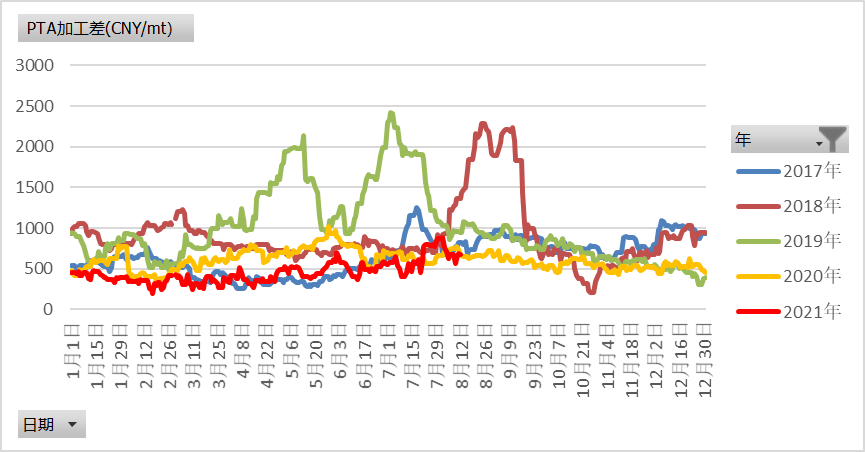 PTA加工差(CNY/mt)
3000
2500
2000
1500
1000
500
0
1月1日
1月15日
1月29日
2月12日
2月26日
3月11日
3月25日
4月8日
4月22日
5月6日
5月20日
6月3日
6月17日
7月1日
7月15日
7月29日
8月12日
8月26日
9月9日
9月23日
10月7日
10月21日
11月4日
11月18日
12月2日
12月16日
12月30日
年
2017年
2018年
2019年
2020年
2021年
日期